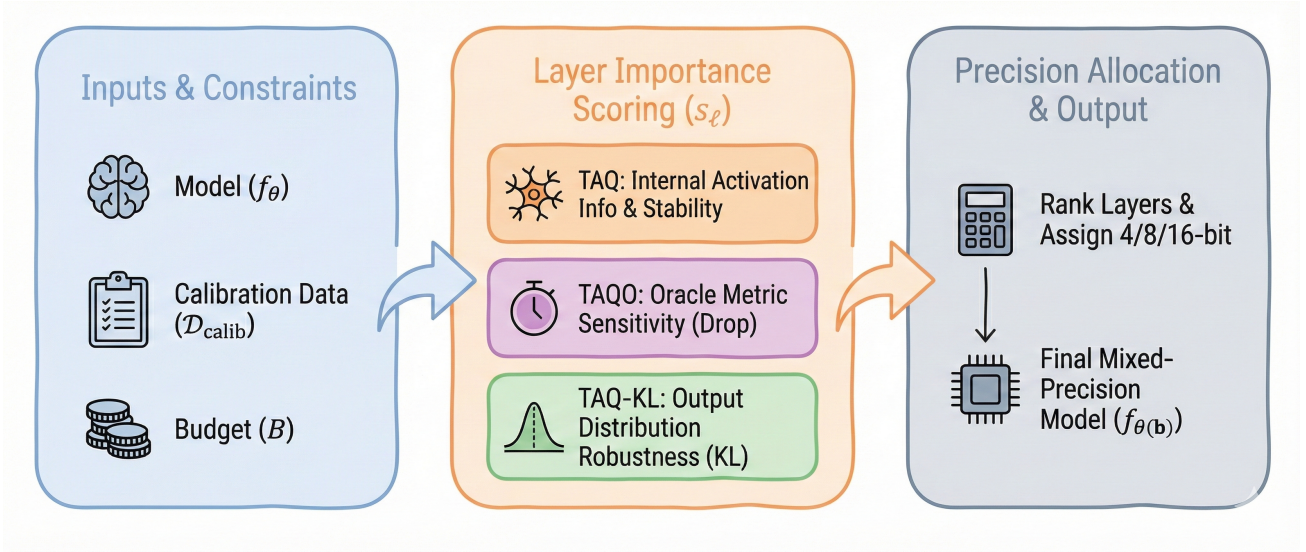 Inputs & Constraints
Model (fθ)
Calibration Data
(𝒟calib)
Budget (B)
Layer Importance
Scoring (sℓ)
TAQ: Internal Activation
Info & Stability
TAQO: Oracle Metric
Sensitivity (Drop)
TAQ-KL: Output
Distribution
Robustness (KL)
Precision Allocation
& Output
Rank Layers &
Assign 4/8/16-bit
Final Mixed-
Precision
Model (fθ(b))